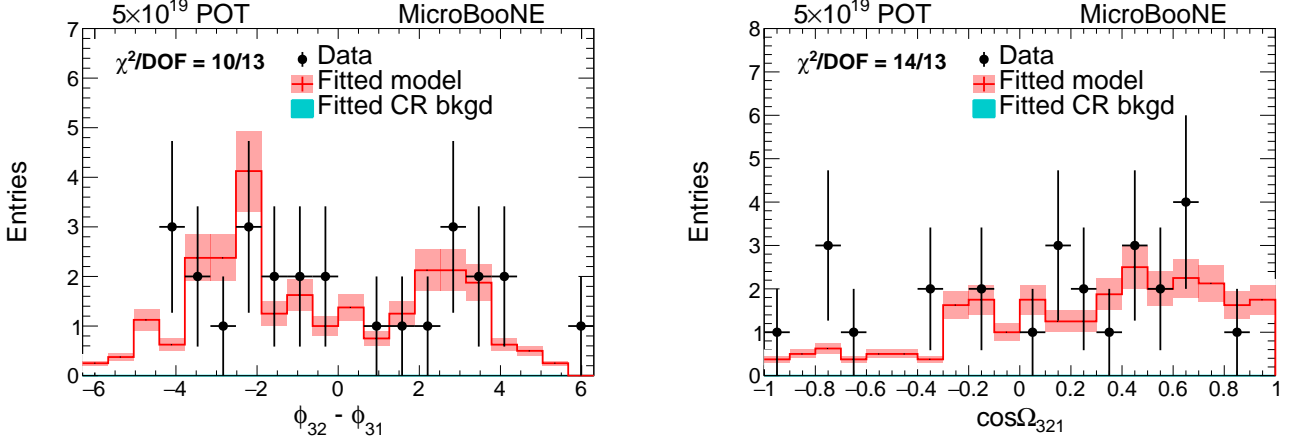 5×10¹⁹ POT MicroBooNE
χ²/DOF = 10/13
Data
Fitted model
Fitted CR bkgd
Entries
0 1 2 3 4 5 6 7
−6 −4 −2 0 2 4 6
ϕ₃₂ - ϕ₃₁
5×10¹⁹ POT MicroBooNE
χ²/DOF = 14/13
Data
Fitted model
Fitted CR bkgd
Entries
0 1 2 3 4 5 6 7 8
−1 −0.8 −0.6 −0.4 −0.2 0 0.2 0.4 0.6 0.8 1
cosΩ₃₂₁